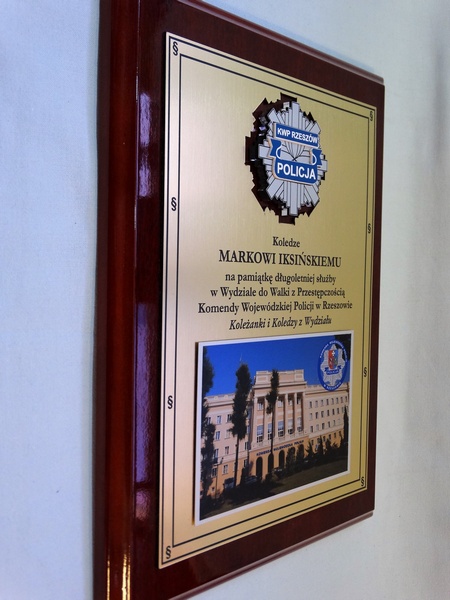 §
§
KWP RZESZÓW
POLICJA
Koledze
MARKOWI IKSIŃSKIEMU
§
§
na pamiątkę długoletniej służby
w Wydziale do Walki z Przestępczością
Komendy Wojewódzkiej Policji w Rzeszowie
Koleżanki i Koledzy z Wydziału
§
§
§
§